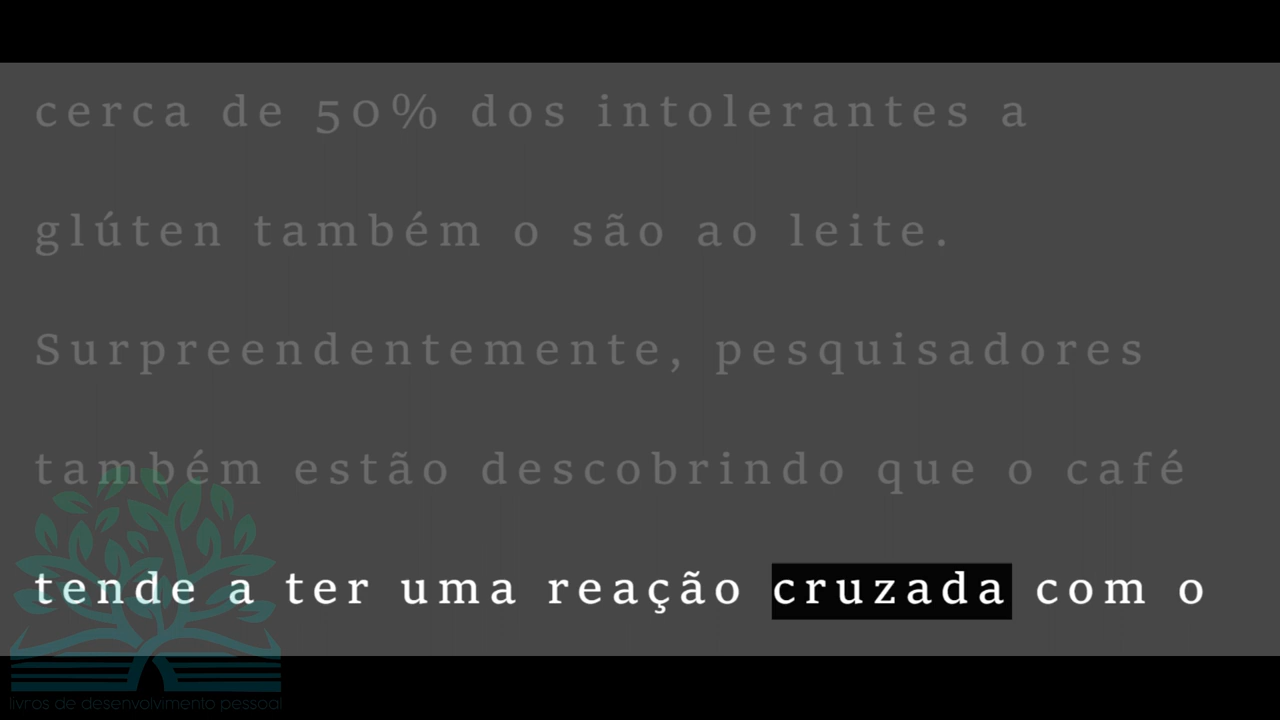 cerca de 50% dos intolerantes a
glúten também o são ao leite.
Surpreendentemente, pesquisadores
também estão descobrindo que o café
tende a ter uma reação cruzada com o
livros de desenvolvimento pessoal